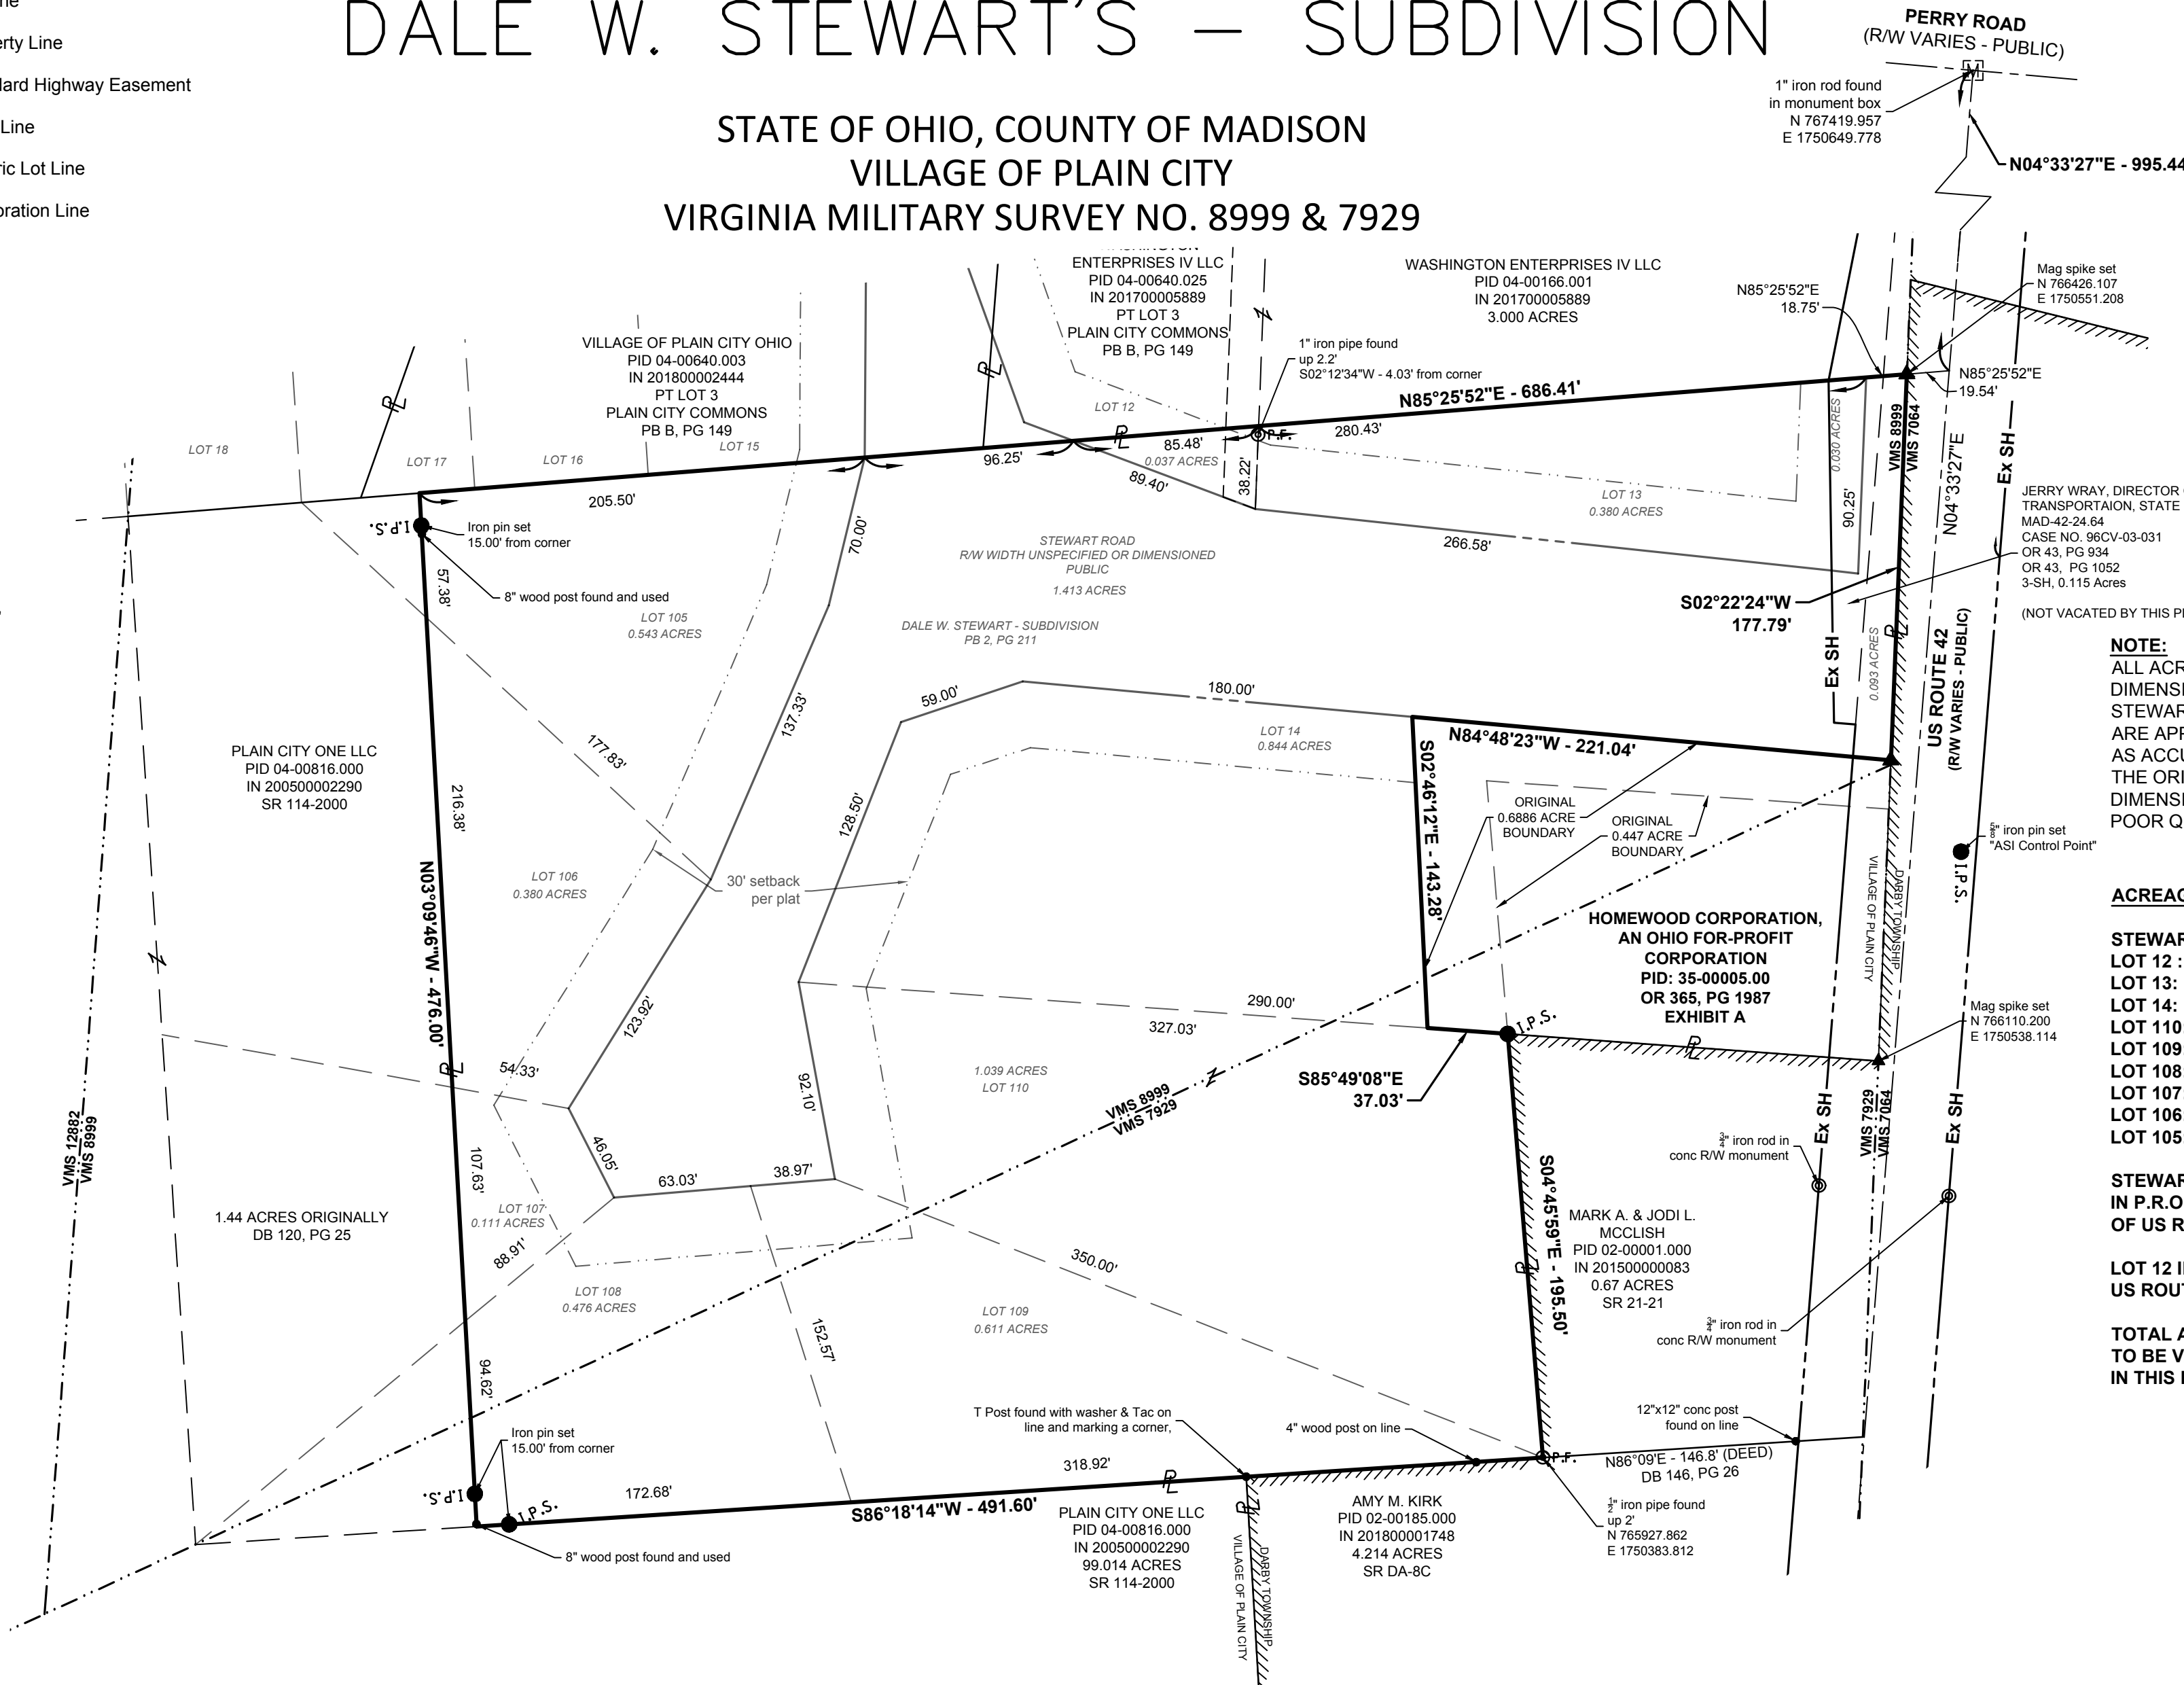 DALE W. STEWART'S – SUBDIVISION
STATE OF OHIO, COUNTY OF MADISON
VILLAGE OF PLAIN CITY
VIRGINIA MILITARY SURVEY NO. 8999 & 7929
erty Line
Highway Easement
Line
Lot Line
Line
PERRY ROAD
(R/W VARIES - PUBLIC)
1" iron rod found
in monument box
N 767419.957
E 1750649.778
N04°33'27"E - 995.44
ENTERPRISES IV LLC
PID 04-00640.025
IN 201700005889
PT LOT 3
PLAIN CITY COMMONS
PB B, PG 149
WASHINGTON ENTERPRISES IV LLC
PID 04-00166.001
IN 201700005889
3.000 ACRES
N85°25'52"E
18.75'
Mag spike set
N 766426.107
E 1750551.208
N85°25'52"E
19.54'
VILLAGE OF PLAIN CITY OHIO
PID 04-00640.003
IN 201800002444
PT LOT 3
PLAIN CITY COMMONS
PB B, PG 149
1" iron pipe found
up 2.2'
S02°12'34"W - 4.03' from corner
N85°25'52"E - 686.41'
LOT 18
LOT 17
LOT 16
LOT 15
LOT 12
P.F.
205.50'
96.25'
85.48'
0.037 ACRES
280.43'
89.40'
38.22'
LOT 13
0.380 ACRES
0.030 ACRES
90.25'
266.58'
VMS 8999
VMS 7064
N04°33'27"E
Ex SH
I.P.S.
Iron pin set
15.00' from corner
8" wood post found and used
57.38'
70.00'
STEWART ROAD
R/W WIDTH UNSPECIFIED OR DIMENSIONED
PUBLIC
1.413 ACRES
DALE W. STEWART - SUBDIVISION
PB 2, PG 211
LOT 105
0.543 ACRES
JERRY WRAY, DIRECTOR
TRANSPORTAION, STATE
MAD-42-24.64
CASE NO. 96CV-03-031
OR 43, PG 934
OR 43, PG 1052
3-SH, 0.115 Acres
(NOT VACATED BY THIS
S02°22'24"W
177.79'
Ex SH
0.093 ACRES
US ROUTE 42
(R/W VARIES - PUBLIC)
NOTE:
ALL
ARE
THE
POOR
PLAIN CITY ONE LLC
PID 04-00816.000
IN 200500002290
SR 114-2000
177.83'
137.33'
59.00'
180.00'
LOT 14
0.844 ACRES
N84°48'23"W - 221.04'
216.38'
128.50'
S02°46'12"E - 143.28'
ORIGINAL
0.6886 ACRE
BOUNDARY
ORIGINAL
0.447 ACRE
BOUNDARY
5/8" iron pin set
"ASI Control Point"
I.P.S.
LOT 106
0.380 ACRES
30' setback
per plat
N03°09'46"W - 476.00'
HOMEWOOD CORPORATION,
AN OHIO FOR-PROFIT
CORPORATION
PID: 35-00005.00
OR 365, PG 1987
EXHIBIT A
VILLAGE OF PLAIN CITY
DARBY TOWNSHIP
LOT 12 :
LOT 13:
LOT 14:
LOT 110
LOT 109
LOT 108
LOT 107
LOT 106
LOT 105
123.92'
290.00'
327.03'
I.P.S.
Mag spike set
N 766110.200
E 1750538.114
54.33'
92.10'
1.039 ACRES
LOT 110
S85°49'08"E
37.03'
VMS 8999
VMS 7929
VMS 12882
VMS 8999
46.05'
107.63'
63.03'
38.97'
Ex SH
VMS 7929
VMS 7064
Ex SH
3/4" iron rod in
conc R/W monument
S04°45'59"E - 195.50'
1.44 ACRES ORIGINALLY
DB 120, PG 25
LOT 107
0.111 ACRES
88.91'
350.00'
MARK A. & JODI L.
MCCLISH
PID 02-00001.000
IN 201500000083
0.67 ACRES
SR 21-21
IN
OF US
LOT 12
US
LOT 108
0.476 ACRES
LOT 109
0.611 ACRES
152.57'
3/4" iron rod in
conc R/W monument
TOTAL
TO BE
IN THIS
94.62'
T Post found with washer & Tac on
line and marking a corner,
4" wood post on line
12"x12" conc post
found on line
Iron pin set
15.00' from corner
I.P.S.
I.P.S.
172.68'
318.92'
P.F.
N86°09'E - 146.8' (DEED)
DB 146, PG 26
S86°18'14"W - 491.60'
PLAIN CITY ONE LLC
PID 04-00816.000
IN 200500002290
99.014 ACRES
SR 114-2000
AMY M. KIRK
PID 02-00185.000
IN 201800001748
4.214 ACRES
SR DA-8C
1/2" iron pipe found
up 2'
N 765927.862
E 1750383.812
8" wood post found and used
VILLAGE OF PLAIN CITY
DARBY TOWNSHIP